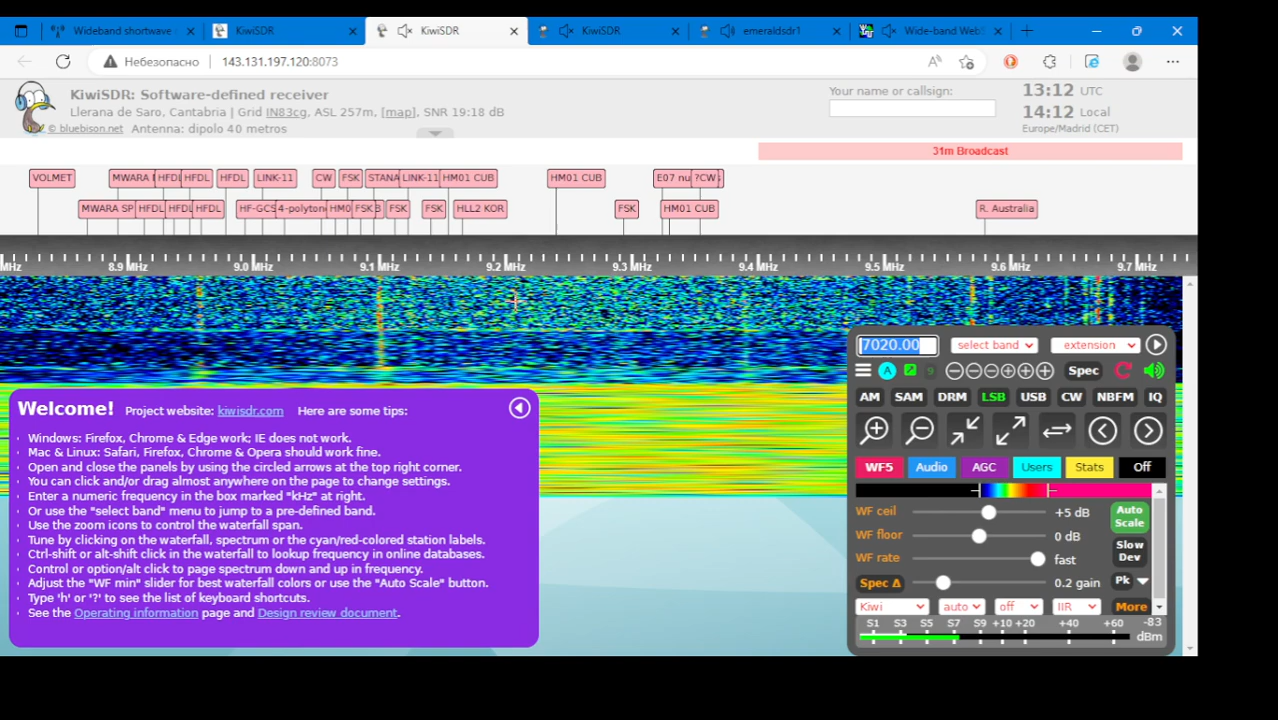 Wideband shortwave
KiwiSDR
KiwiSDR
KiwiSDR
emeraldsdr1
Wide-band WebS
Небезопасно
143.131.197.120:8073
KiwiSDR: Software-defined receiver
Llerana de Saro, Cantabria | Grid IN83cg, ASL 257m, [map], SNR 19:18 dB
© bluebison.net
Antenna: dipolo 40 metros
Your name or callsign:
13:12 UTC
14:12 Local
Europe/Madrid (CET)
31m Broadcast
VOLMET
MWARA
HFDL
HFDL
HFDL
LINK-11
CW
FSK
STANA
LINK-11
HM01 CUB
HM01 CUB
E07 nu
?CW
MWARA SP
HFDL
HFDL
HFDL
HF-GCS
4-polyton
HM0
FSK
FSK
FSK
HLL2 KOR
FSK
HM01 CUB
R. Australia
MHz
8.9 MHz
9.0 MHz
9.1 MHz
9.2 MHz
9.3 MHz
9.4 MHz
9.5 MHz
9.6 MHz
9.7 MHz
Welcome!
Project website: kiwisdr.com
Here are some tips:
· Windows: Firefox, Chrome & Edge work; IE does not work.
· Mac & Linux: Safari, Firefox, Chrome & Opera should work fine.
· Open and close the panels by using the circled arrows at the top right corner.
· You can click and/or drag almost anywhere on the page to change settings.
· Enter a numeric frequency in the box marked "kHz" at right.
· Or use the "select band" menu to jump to a pre-defined band.
· Use the zoom icons to control the waterfall span.
· Tune by clicking on the waterfall, spectrum or the cyan/red-colored station labels.
· Ctrl-shift or alt-shift click in the waterfall to lookup frequency in online databases.
· Control or option/alt click to page spectrum down and up in frequency.
· Adjust the "WF min" slider for best waterfall colors or use the "Auto Scale" button.
· Type 'h' or '?' to see the list of keyboard shortcuts.
· See the Operating information page and Design review document.
7020.00
select band
extension
A
9
Spec
AM
SAM
DRM
LSB
USB
CW
NBFM
IQ
WF5
Audio
AGC
Users
Stats
Off
WF ceil
+5 dB
Auto
Scale
WF floor
0 dB
WF rate
fast
Slow
Dev
Spec Δ
0.2 gain
Pk
Kiwi
auto
off
IIR
More
S1
S3
S5
S7
S9
+10
+20
+40
+60
-83
dBm